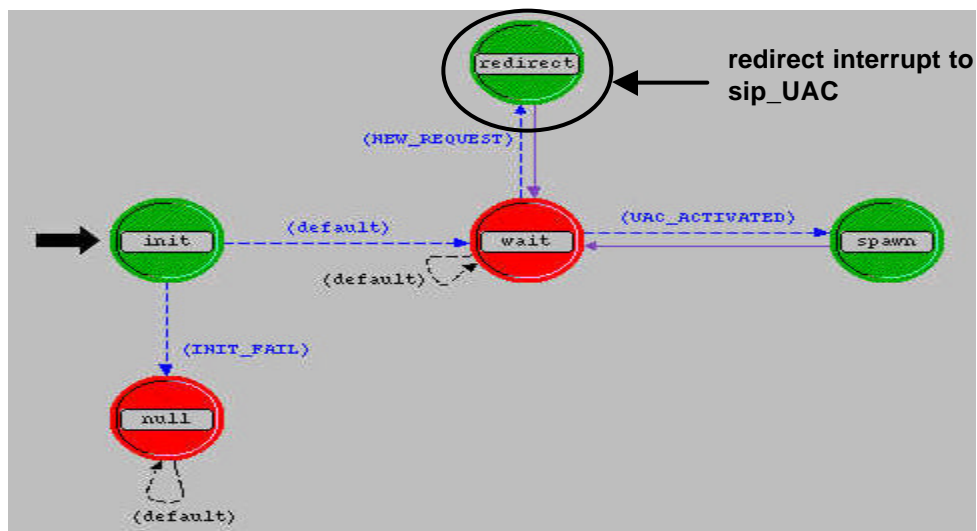 redirect
redirect interrupt to
sip_UAC
(NEW_REQUEST)
init
(default)
wait
(UAC_ACTIVATED)
spawn
(default)
(INIT_FAIL)
null
(default)